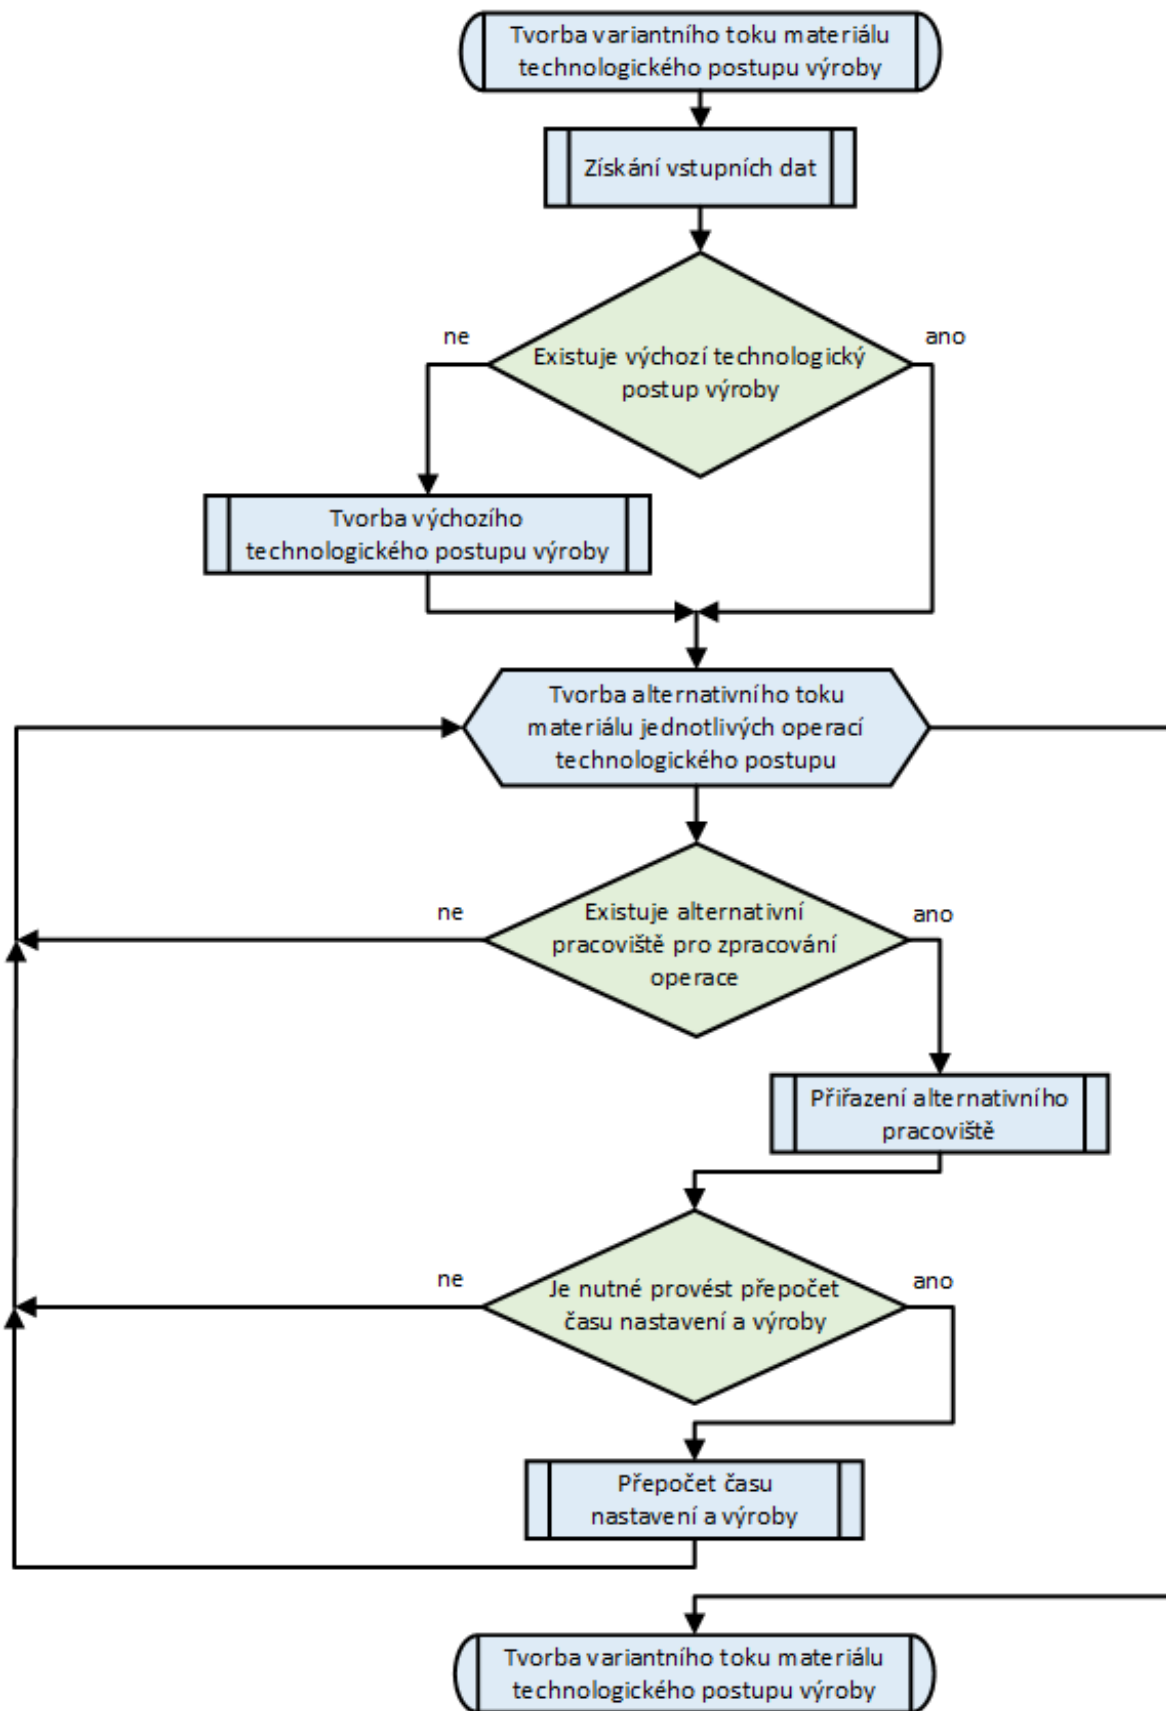 Tvorba variantního toku materiálu
technologického postupu výroby
Získání vstupních dat
ne
ano
Existuje výchozí technologický
postup výroby
Tvorba výchozího
technologického postupu výroby
Tvorba alternativního toku
materiálu jednotlivých operací
technologického postupu
ne
ano
Existuje alternativní
pracoviště pro zpracování
operace
Přiřazení alternativního
pracoviště
ne
ano
Je nutné provést přepočet
času nastavení a výroby
Přepočet času
nastavení a výroby
Tvorba variantního toku materiálu
technologického postupu výroby